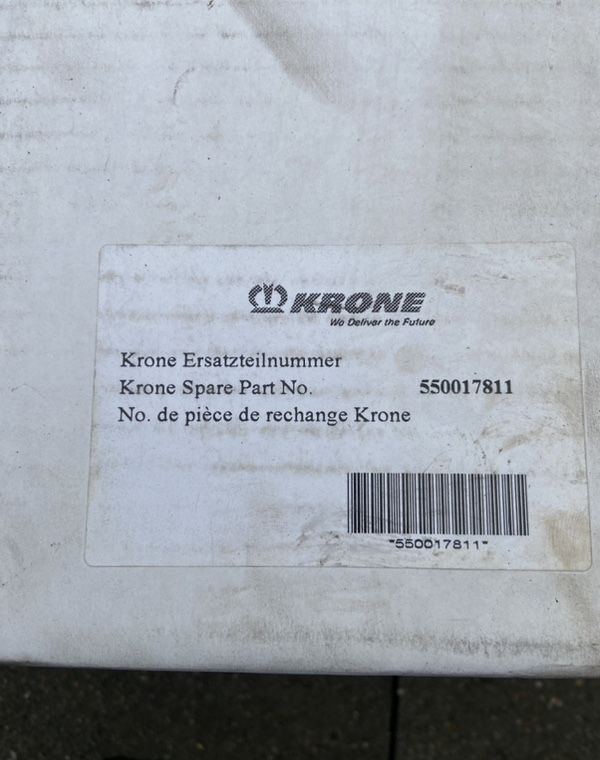 KRONE
We Deliver the Future
Krone Ersatzteilnummer
Krone Spare Part No. 550017811
No. de pièce de rechange Krone
*550017811*